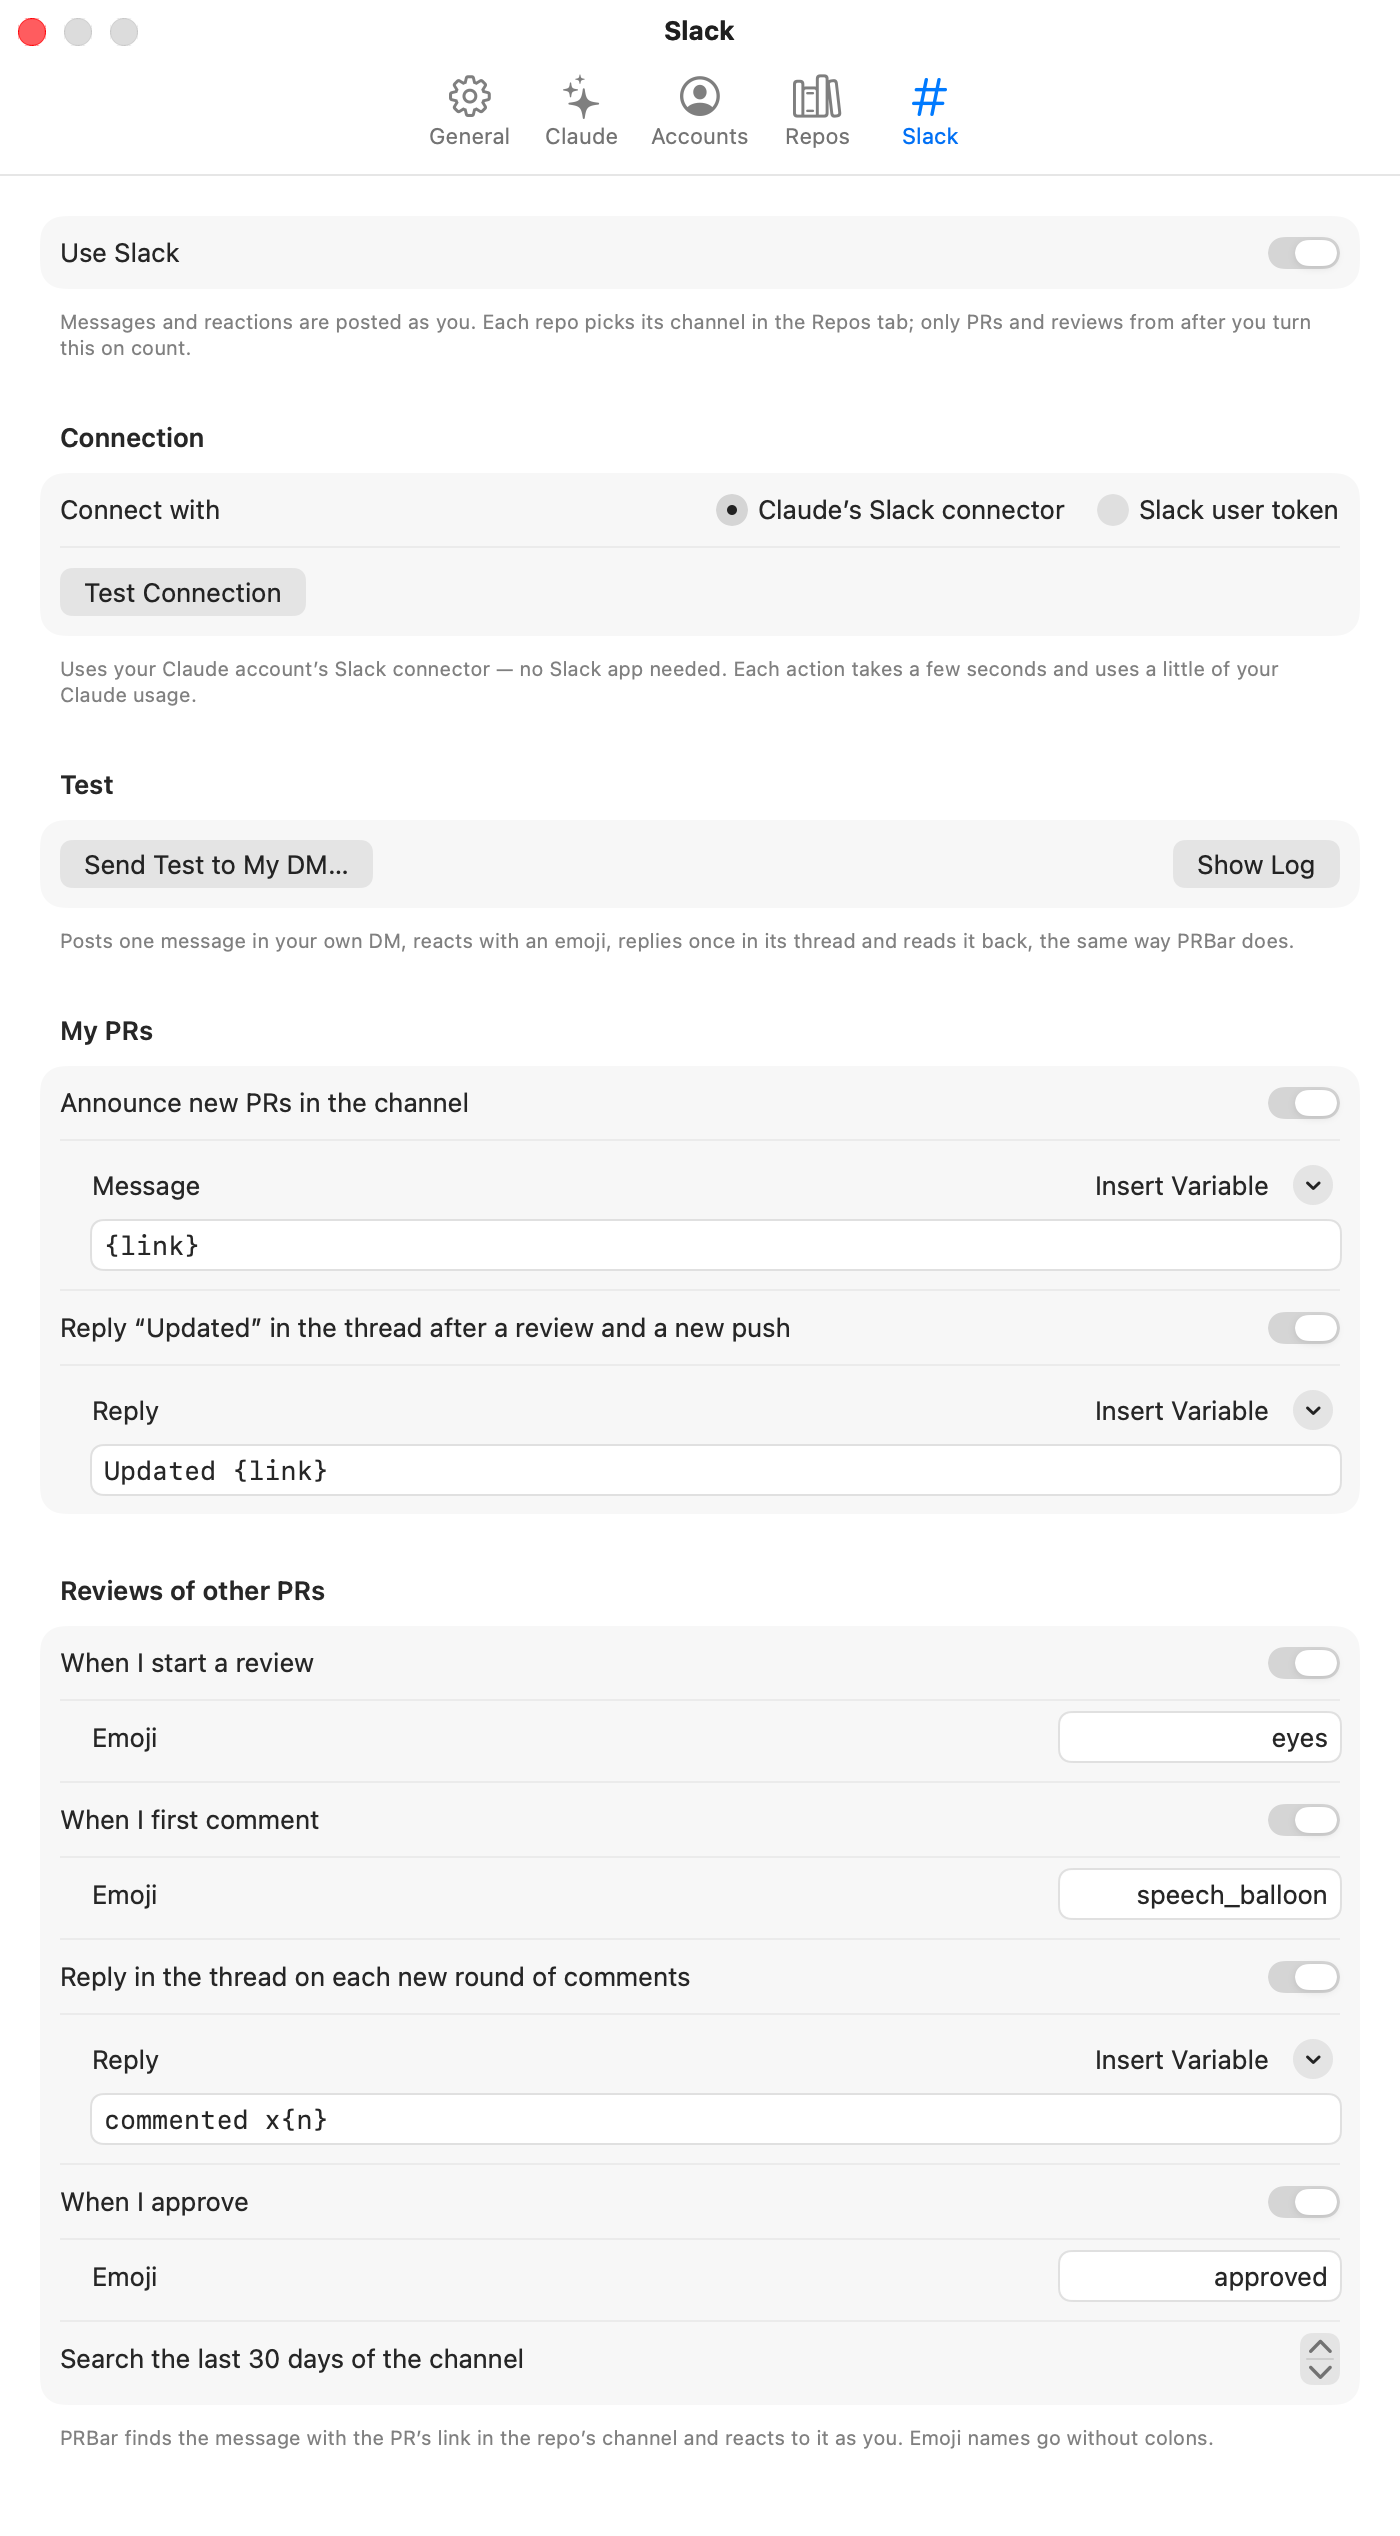 Slack
General
Claude
Accounts
Repos
Slack
Use Slack
Messages and reactions are posted as you. Each repo picks its channel in the Repos tab; only PRs and reviews from after you turn
this on count.
Connection
Connect with
Claude’s Slack connector
Slack user token
Test Connection
Uses your Claude account’s Slack connector — no Slack app needed. Each action takes a few seconds and uses a little of your
Claude usage.
Test
Send Test to My DM...
Show Log
Posts one message in your own DM, reacts with an emoji, replies once in its thread and reads it back, the same way PRBar does.
My PRs
Announce new PRs in the channel
Message
Insert Variable
{link}
Reply “Updated” in the thread after a review and a new push
Reply
Insert Variable
Updated {link}
Reviews of other PRs
When I start a review
Emoji
eyes
When I first comment
Emoji
speech_balloon
Reply in the thread on each new round of comments
Reply
Insert Variable
commented x{n}
When I approve
Emoji
approved
Search the last 30 days of the channel
PRBar finds the message with the PR’s link in the repo’s channel and reacts to it as you. Emoji names go without colons.